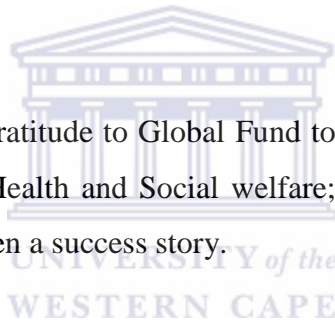 ratitude to Global Fund to
Health and Social welfare;
en a success story.
UNIVERSITY of the
WESTERN CAPE